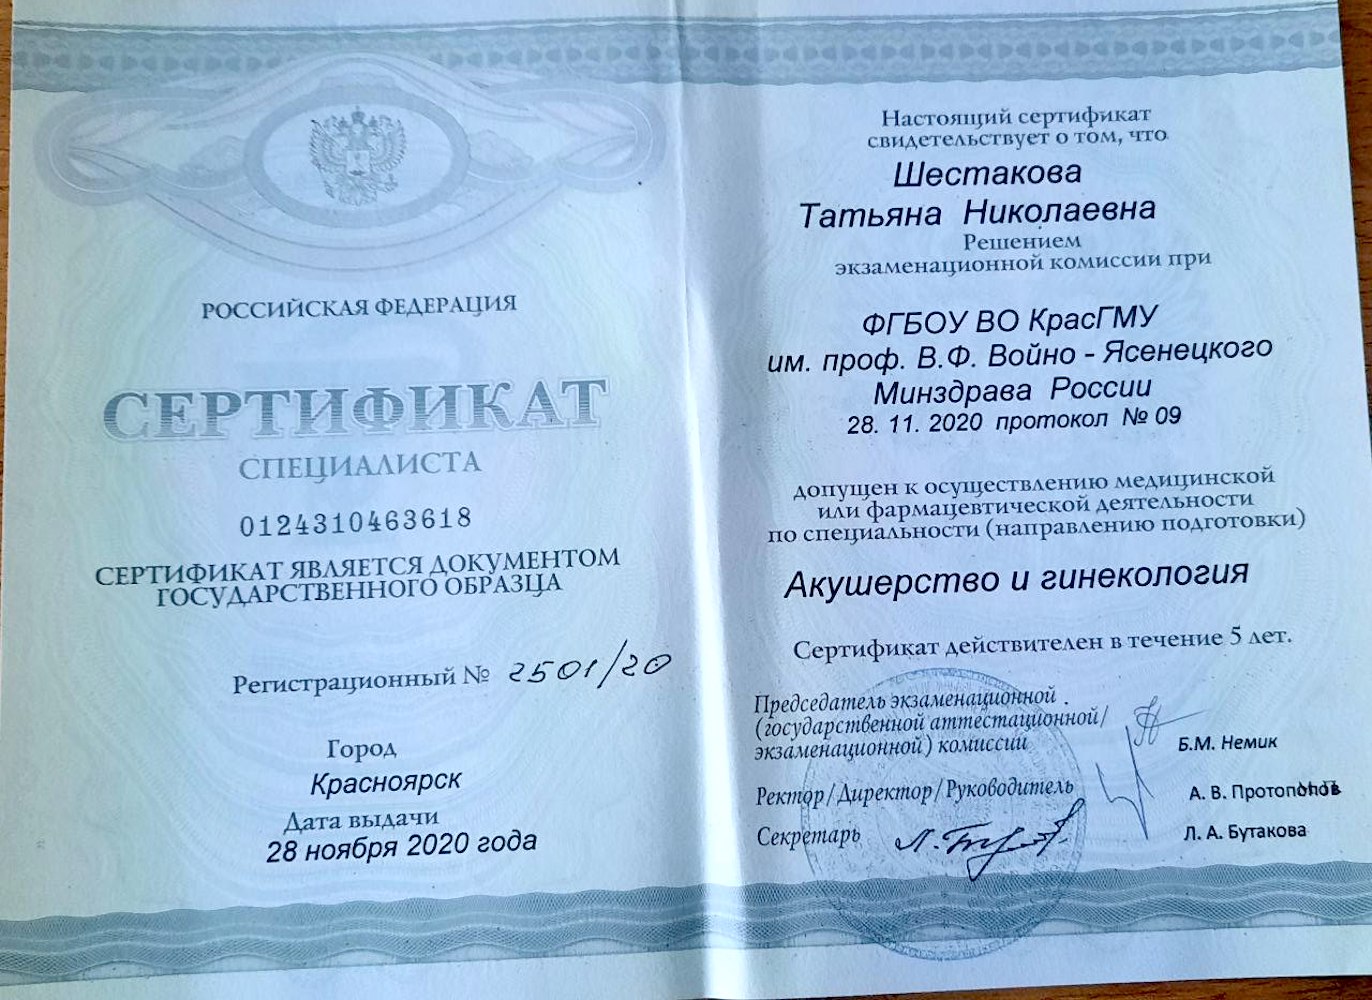 РОССИЙСКАЯ ФЕДЕРАЦИЯ
СЕРТИФИКАТ
СПЕЦИАЛИСТА
0124310463618
СЕРТИФИКАТ ЯВЛЯЕТСЯ ДОКУМЕНТОМ
ГОСУДАРСТВЕННОГО ОБРАЗЦА
Регистрационный № 2501/20
Город
Красноярск
Дата выдачи
28 ноября 2020 года
Настоящий сертификат
свидетельствует о том, что
Шестакова
Татьяна Николаевна
Решением
экзаменационной комиссии при
ФГБОУ ВО КрасГМУ
им. проф. В.Ф. Войно - Ясенецкого
Минздрава России
28. 11. 2020 протокол № 09
допущен к осуществлению медицинской
или фармацевтической деятельности
по специальности (направлению подготовки)
Акушерство и гинекология
Сертификат действителен в течение 5 лет.
Председатель экзаменационной
(государственной аттестационной/
экзаменационной) комиссии
Б.М. Немик
Ректор/Директор/Руководитель
А. В. Протопопов
Секретарь
Л. А. Бутакова